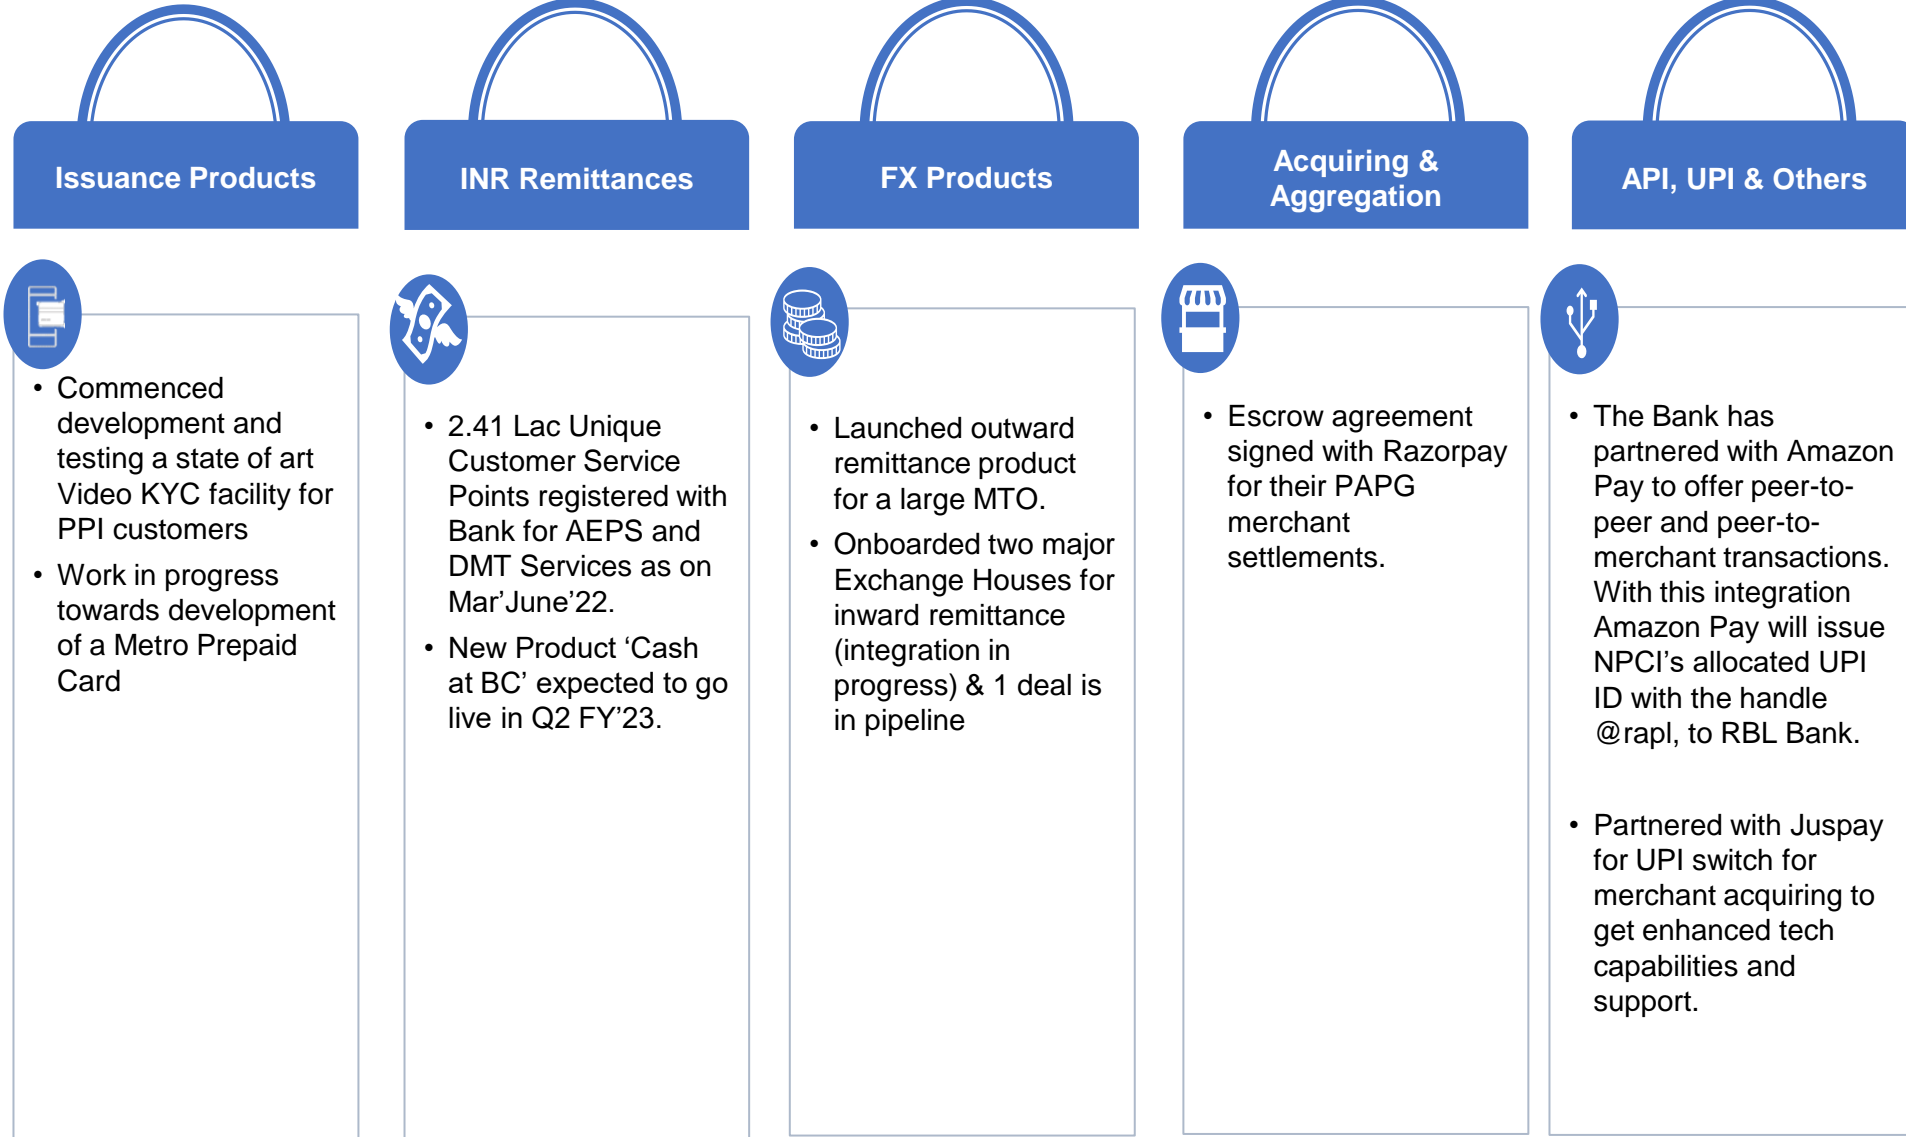 Issuance Products
INR Remittances
FX Products
Acquiring &
Aggregation
API, UPI & Others
• Commenced
development and
testing a state of art
Video KYC facility for
PPI customers
• Work in progress
towards development
of a Metro Prepaid
Card
• 2.41 Lac Unique
Customer Service
Points registered with
Bank for AEPS and
DMT Services as on
Mar’June’22.
• New Product ‘Cash
at BC’ expected to go
live in Q2 FY’23.
• Launched outward
remittance product
for a large MTO.
• Onboarded two major
Exchange Houses for
inward remittance
(integration in
progress) & 1 deal is
in pipeline
• Escrow agreement
signed with Razorpay
for their PAPG
merchant
settlements.
• The Bank has
partnered with Amazon
Pay to offer peer-to-
peer and peer-to-
merchant transactions.
With this integration
Amazon Pay will issue
NPCI’s allocated UPI
ID with the handle
@rapl, to RBL Bank.
• Partnered with Juspay
for UPI switch for
merchant acquiring to
get enhanced tech
capabilities and
support.